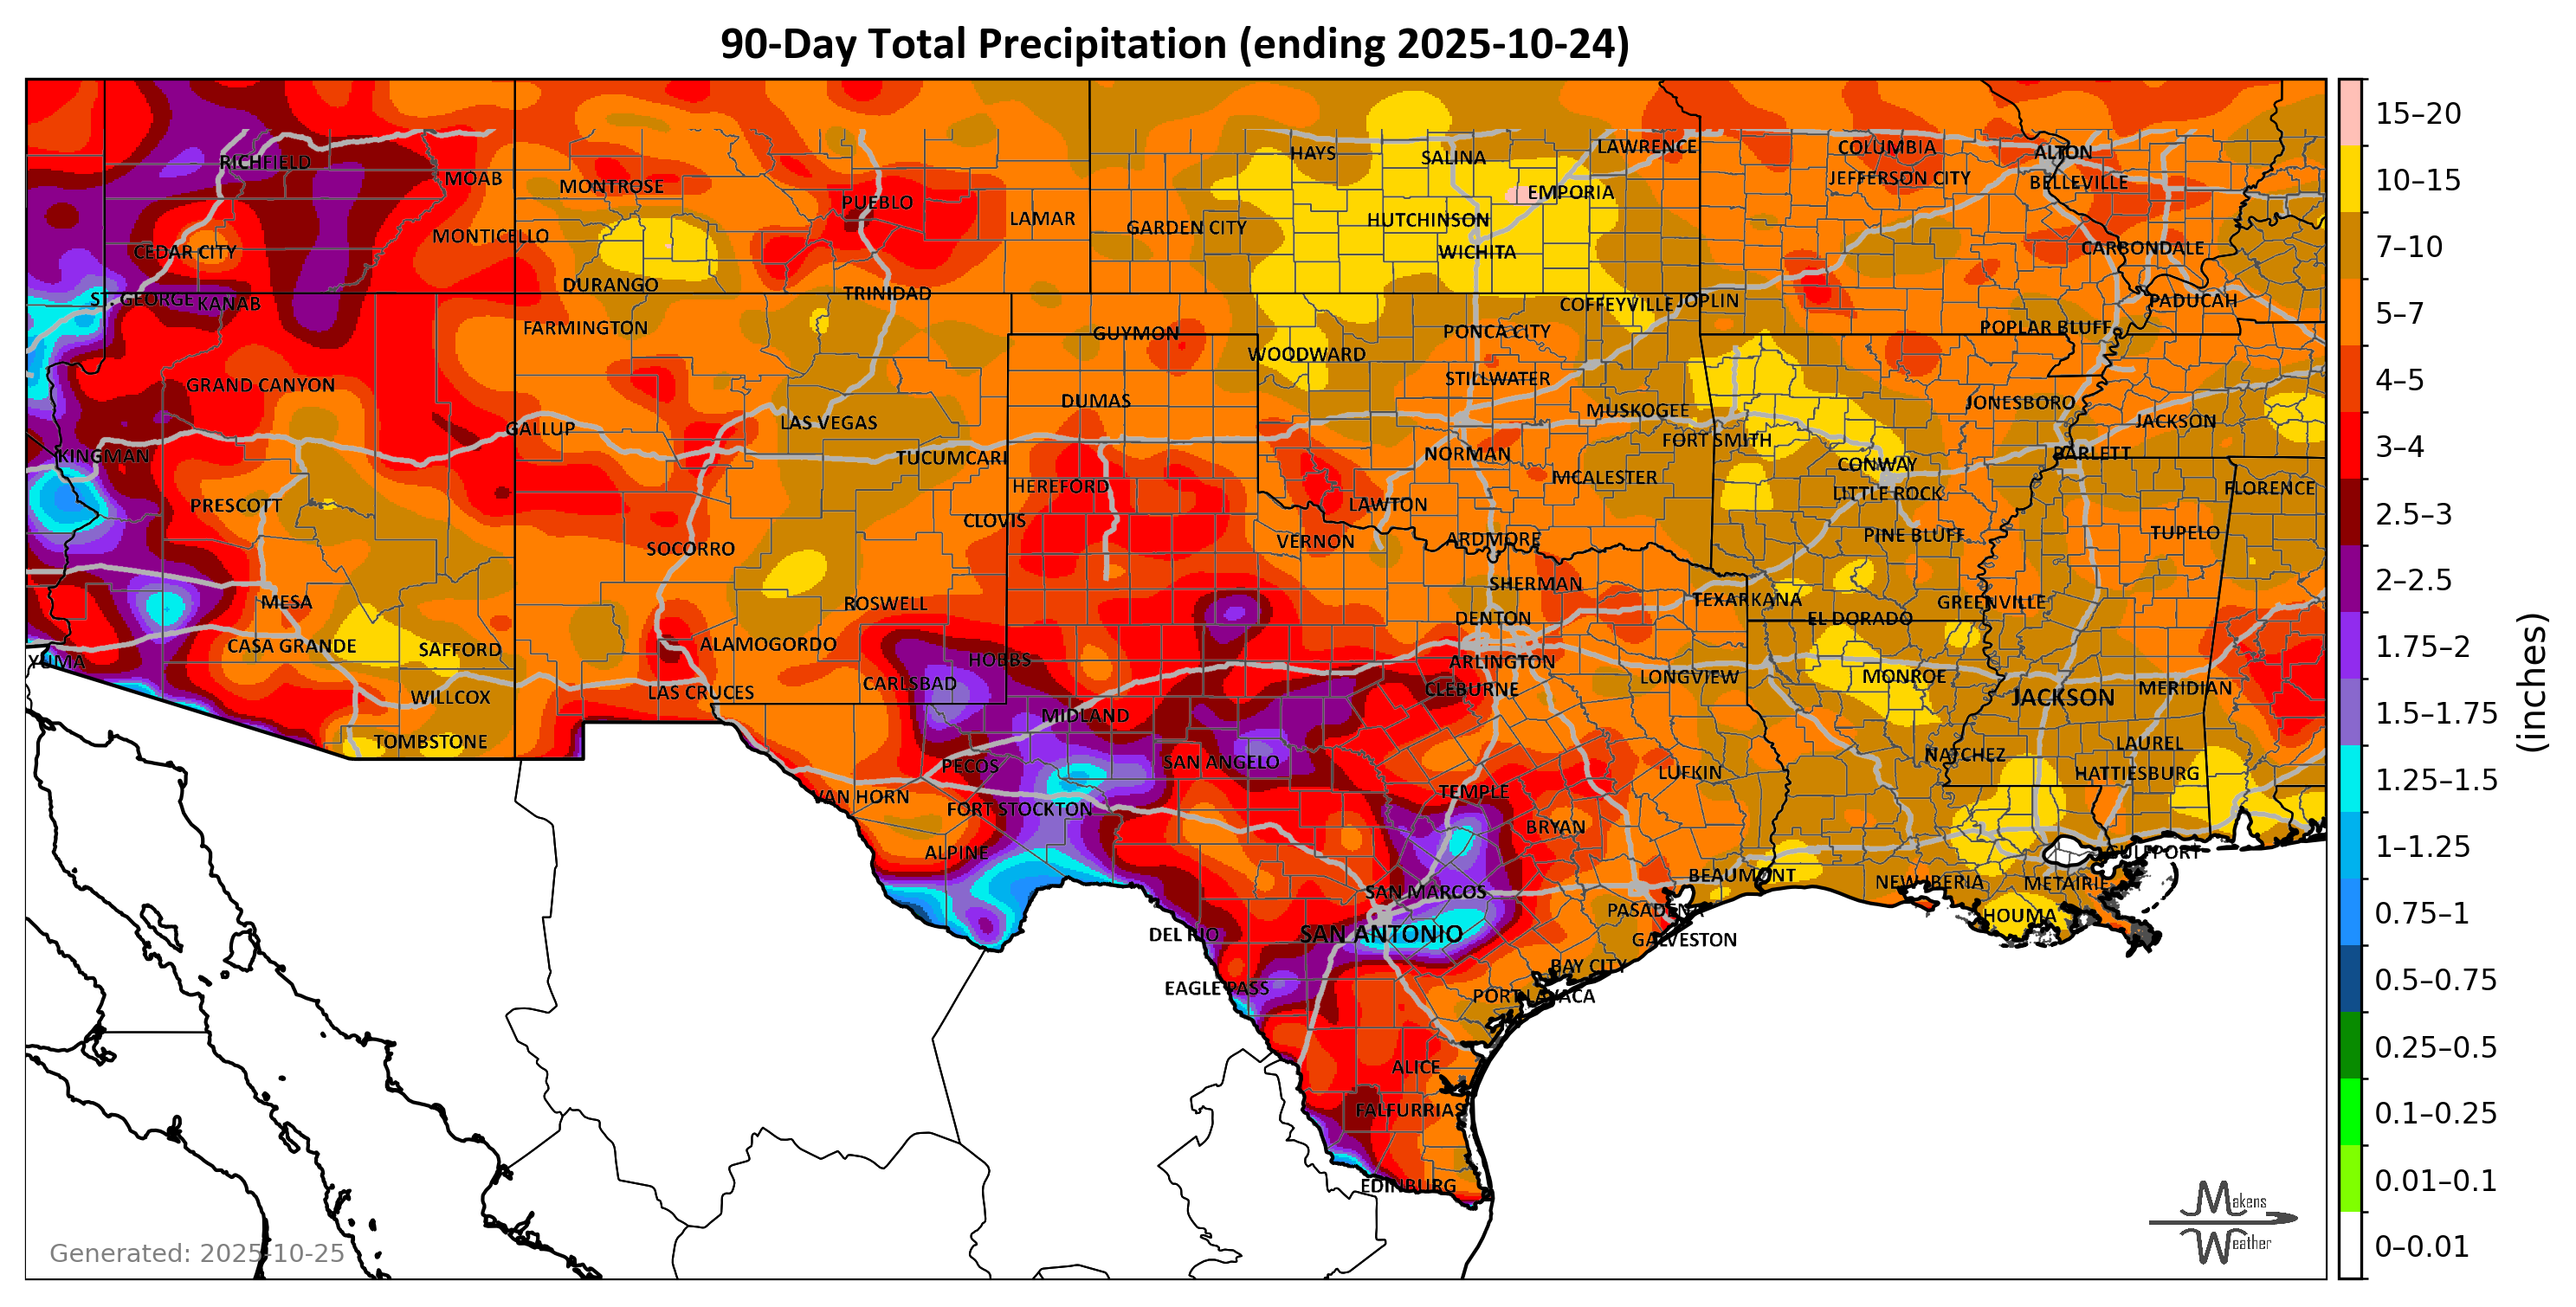 90-Day Total Precipitation (ending 2025-10-24)
HAYS SALINA LAWRENCE COLUMBIA ALTON
RICHFIELD MOAB MONTROSE EMPORIA JEFFERSON CITY BELLEVILLE
PUEBLO LAMAR GARDEN CITY HUTCHINSON
CEDAR CITY MONTICELLO WICHITA CARBONDALE
DURANGO TRINIDAD
ST. GEORGE KANAB COFFEYVILLE JOPLIN PADUCAH
FARMINGTON GUYMON PONCA CITY POPLAR BLUFF
WOODWARD
GRAND CANYON STILLWATER
DUMAS MUSKOGEE JONESBORO
GALLUP LAS VEGAS FORT SMITH JACKSON
KINGMAN TUCUMCARI NORMAN CONWAY BARLETT
HEREFORD MCALESTER LITTLE ROCK FLORENCE
PRESCOTT LAWTON
CLOVIS PINE BLUFF TUPELO
SOCORRO VERNON ARDMORE
SHERMAN
MESA ROSWELL DENTON TEXARKANA GREENVILLE
CASA GRANDE SAFFORD ALAMOGORDO EL DORADO
YUMA HOBBS ARLINGTON
WILLCOX LAS CRUCES CARLSBAD CLEBURNE LONGVIEW MONROE JACKSON MERIDIAN
TOMBSTONE MIDLAND LAUREL
PECOS SAN ANGELO LUFKIN NATCHEZ HATTIESBURG
VAN HORN FORT STOCKTON TEMPLE
BRYAN
ALPINE GULFPORT
SAN MARCOS BEAUMONT NEW IBERIA METAIRIE
PASADENA HOUMA
DEL RIO SAN ANTONIO GALVESTON
BAY CITY
EAGLE PASS PORT LAVACA
ALICE
FALFURRIAS
EDINBURG
Generated: 2025-10-25
Makens
Weather
15–20
10–15
7–10
5–7
4–5
3–4
2.5–3
2–2.5
1.75–2
1.5–1.75
1.25–1.5
1–1.25
0.75–1
0.5–0.75
0.25–0.5
0.1–0.25
0.01–0.1
0–0.01
(inches)